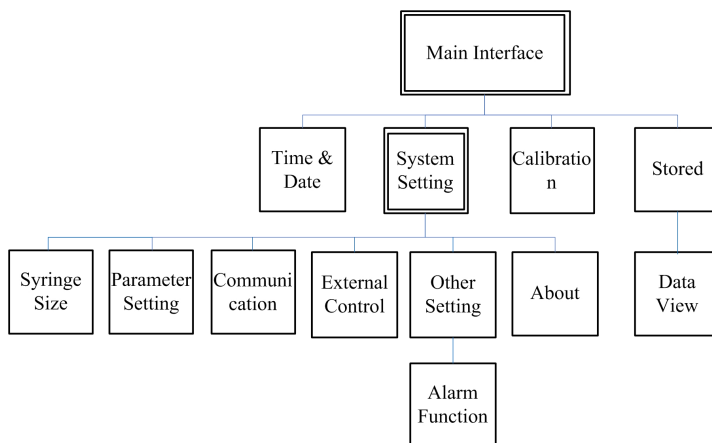 Main Interface
Time &
Date
System
Setting
Calibratio
n
Stored
Syringe
Size
Parameter
Setting
Communi
cation
External
Control
Other
Setting
About
Data
View
Alarm
Function